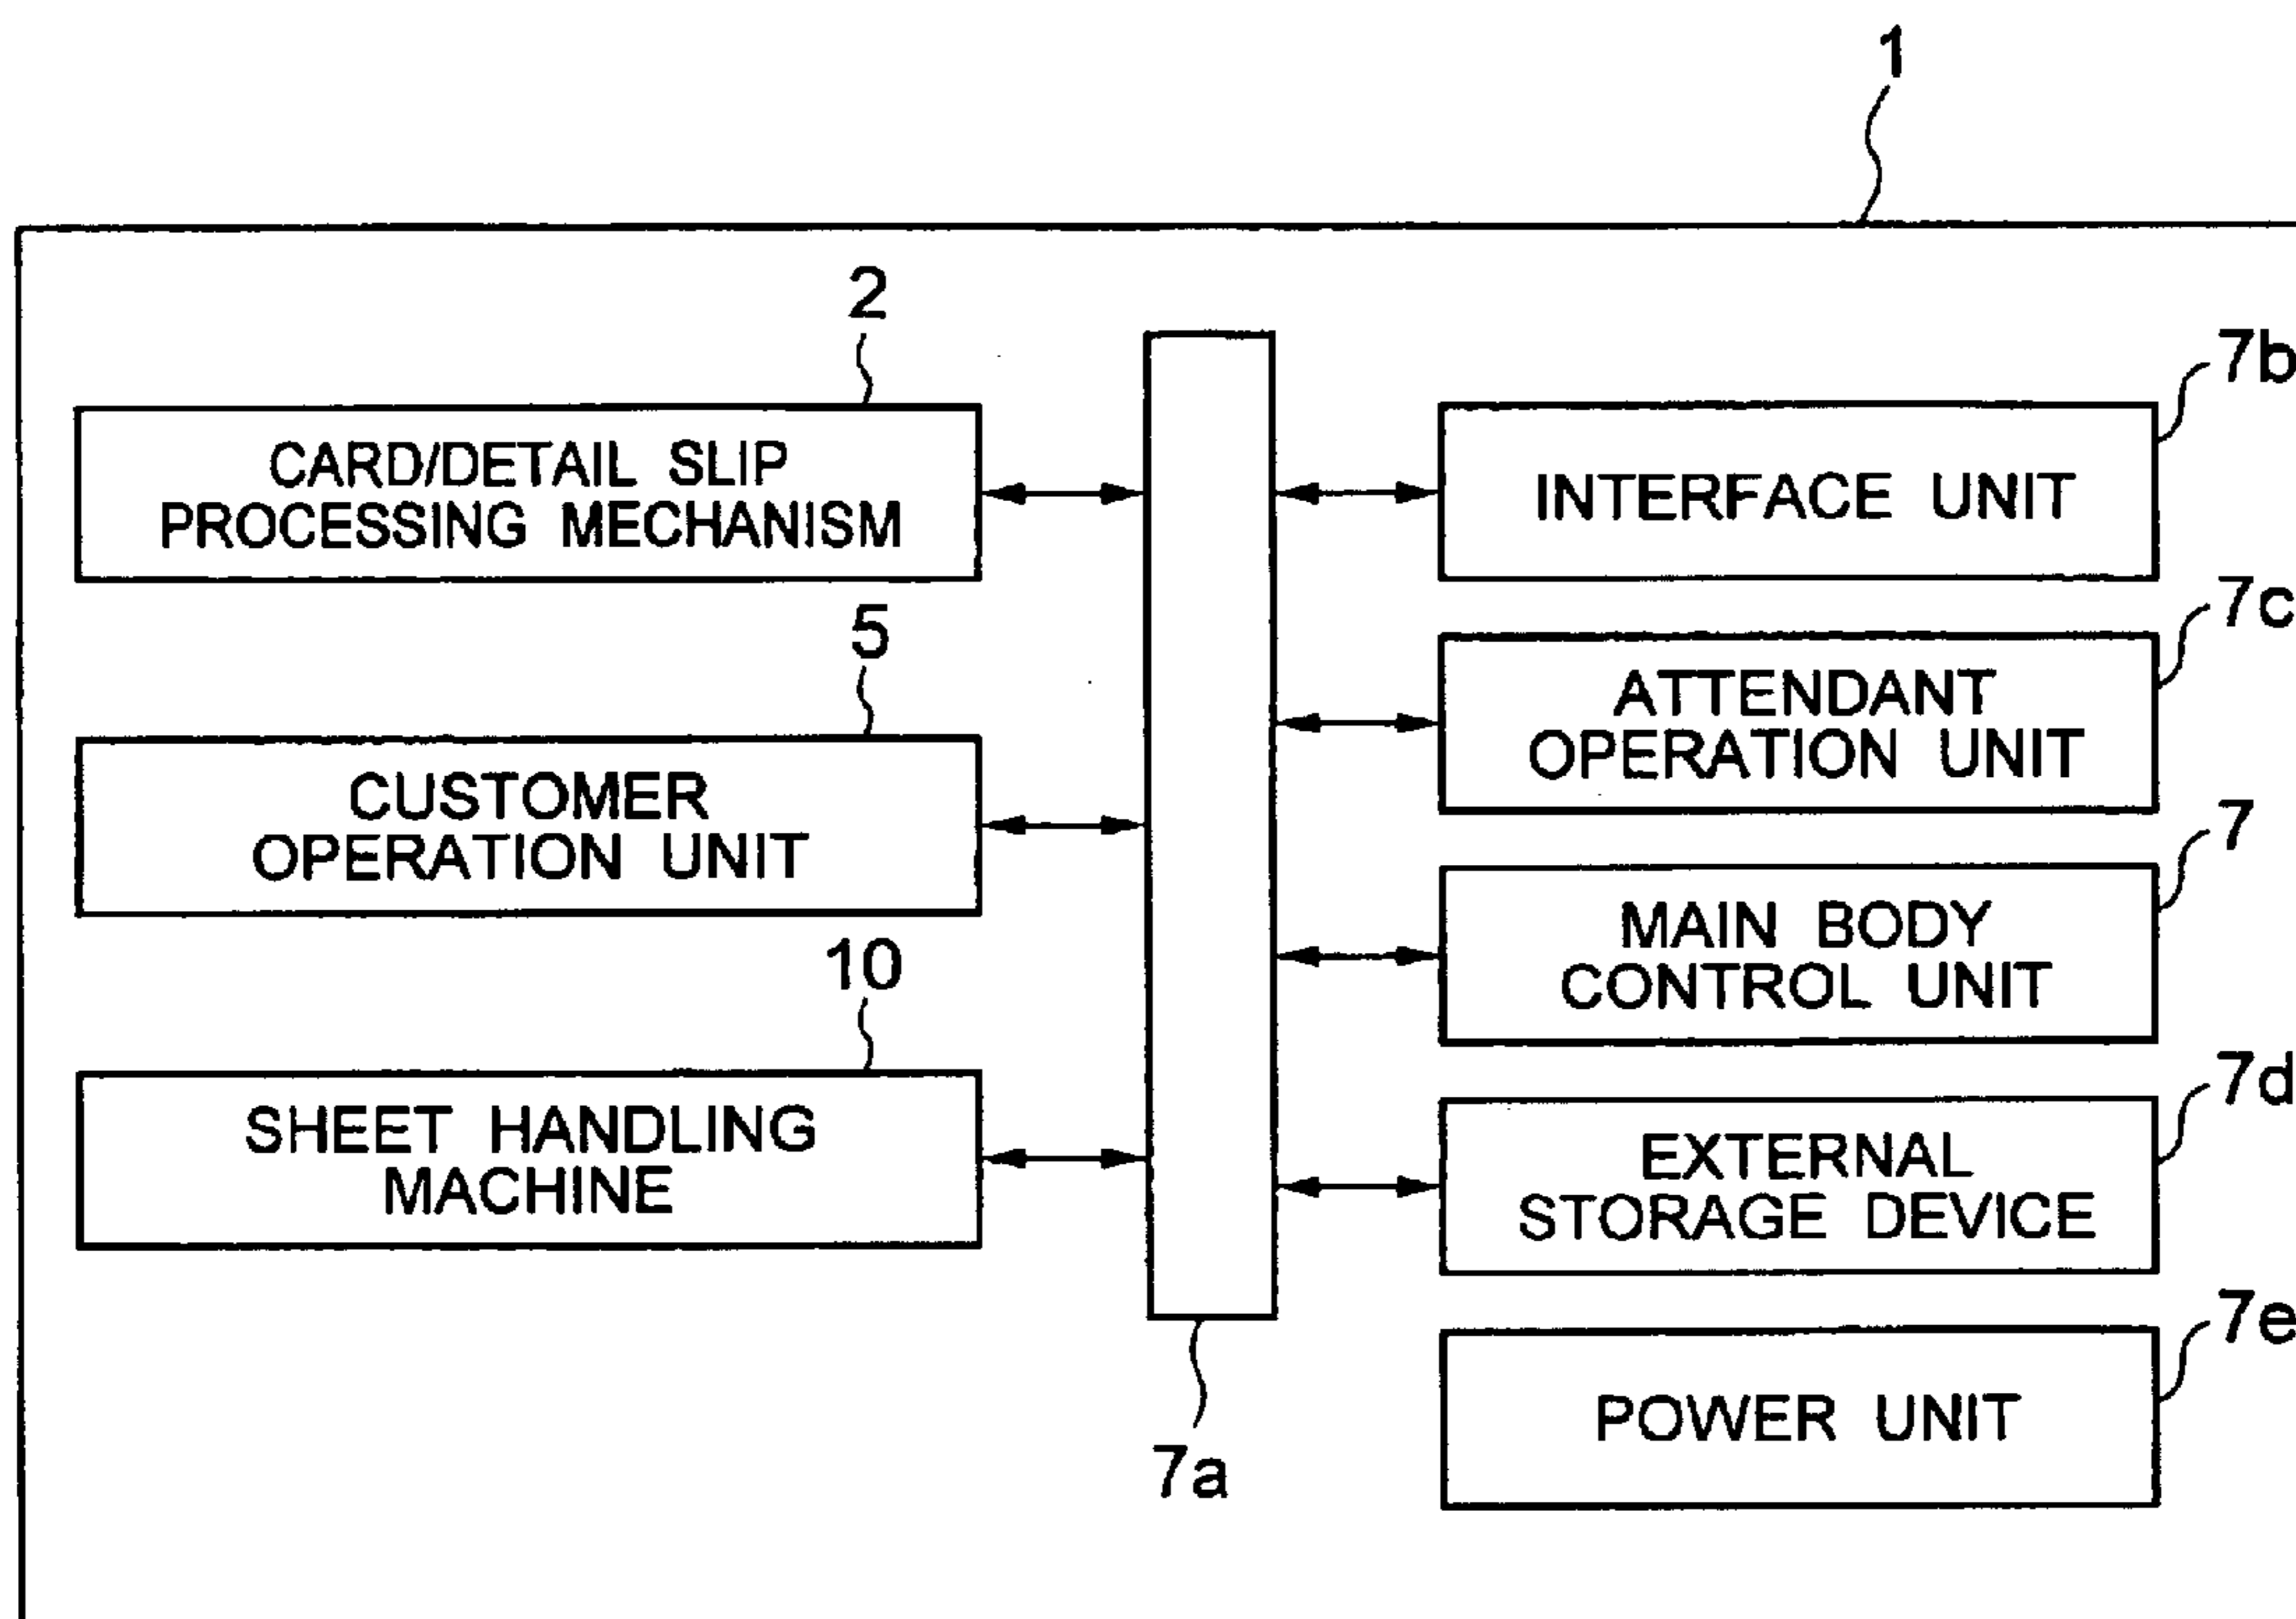 1
2
CARD/DETAIL SLIP
PROCESSING MECHANISM
5
CUSTOMER
OPERATION UNIT
10
SHEET HANDLING
MACHINE
7a
7b
INTERFACE UNIT
7c
ATTENDANT
OPERATION UNIT
7
MAIN BODY
CONTROL UNIT
7d
EXTERNAL
STORAGE DEVICE
7e
POWER UNIT